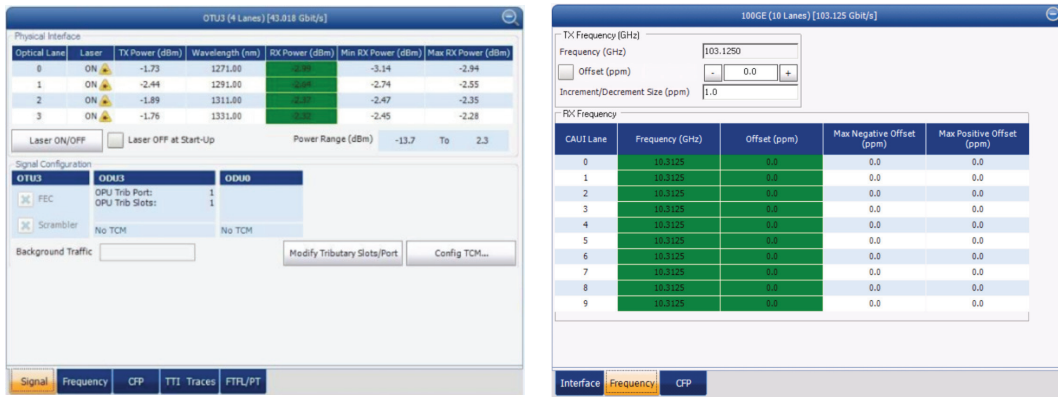 OTU3 (4 Lanes) [43.018 Gbit/s]
Physical Interface
Optical Lane Laser TX Power (dBm) Wavelength (nm) RX Power (dBm) Min RX Power (dBm) Max RX Power (dBm)
0 ON -1.73 1271.00 -3.14 -2.94
1 ON -2.44 1291.00 -2.74 -2.55
2 ON -1.89 1311.00 -2.47 -2.35
3 ON -1.76 1331.00 -2.45 -2.28
Laser ON/OFF Laser OFF at Start-Up Power Range (dBm) -13.7 To 2.3
Signal Configuration
OTU3 ODU3 ODU0
FEC OPU Trib Port: 1
OPU Trib Slots: 1
Scrambler No TCM No TCM
Background Traffic Modify Tributary Slots/Port Config TCM...
Signal Frequency CFP TTI Traces FTFL/PT
100GE (10 Lanes) [103.125 Gbit/s]
TX Frequency (GHz)
Frequency (GHz) 103.1250
Offset (ppm) - 0.0 +
Increment/Decrement Size (ppm) 1.0
RX Frequency
CAUI Lane Frequency (GHz) Offset (ppm) Max Negative Offset (ppm) Max Positive Offset (ppm)
0 10.3125 0.0 0.0 0.0
1 10.3125 0.0 0.0 0.0
2 10.3125 0.0 0.0 0.0
3 10.3125 0.0 0.0 0.0
4 10.3125 0.0 0.0 0.0
5 10.3125 0.0 0.0 0.0
6 10.3125 0.0 0.0 0.0
7 10.3125 0.0 0.0 0.0
8 10.3125 0.0 0.0 0.0
9 10.3125 0.0 0.0 0.0
Interface Frequency CFP